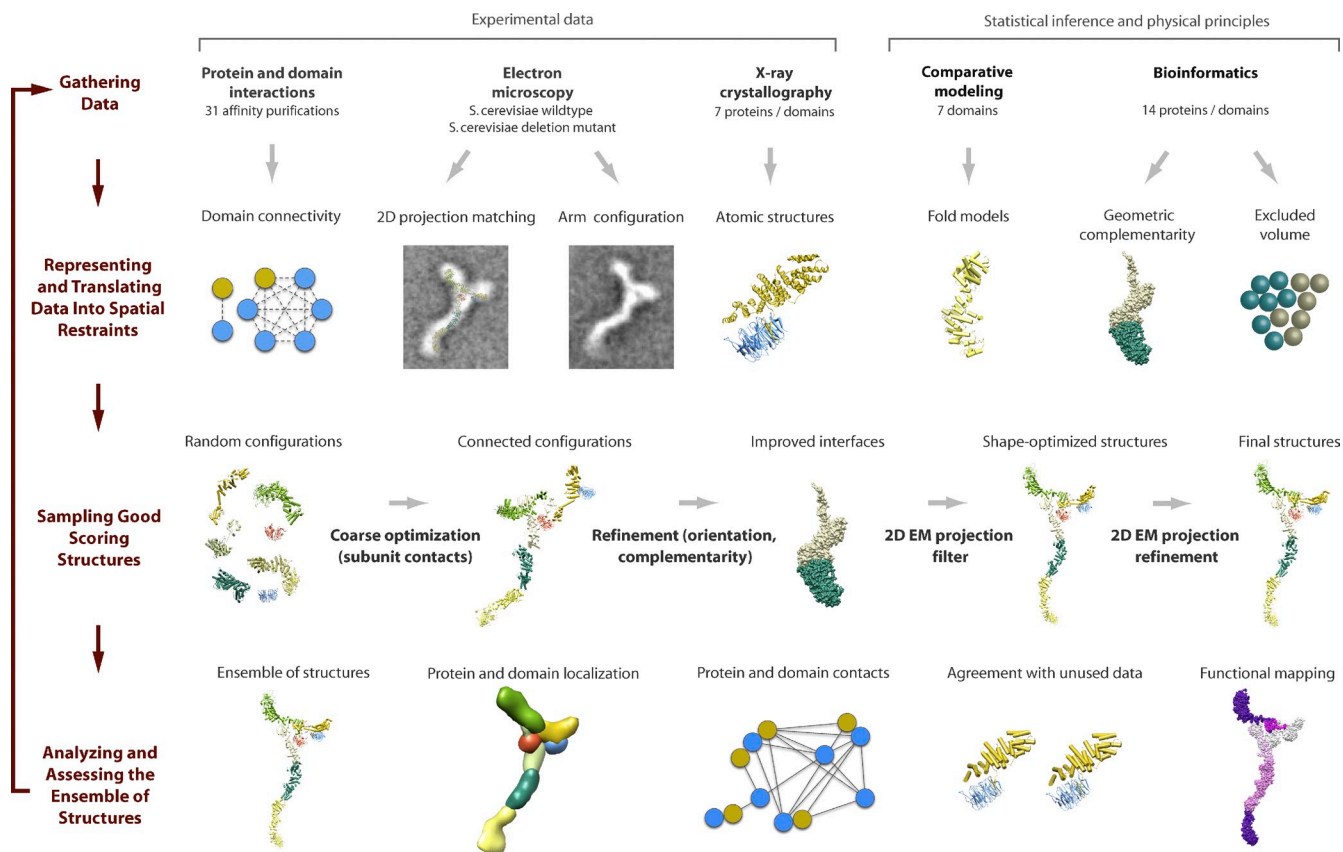 Experimental data
Statistical inference and physical principles
Gathering
Data
Protein and domain
interactions
31 affinity purifications
Electron
microscopy
S. cerevisiae wildtype
S. cerevisiae deletion mutant
X-ray
crystallography
7 proteins / domains
Comparative
modeling
7 domains
Bioinformatics
14 proteins / domains
Representing
and Translating
Data Into Spatial
Restraints
Domain connectivity
2D projection matching
Arm configuration
Atomic structures
Fold models
Geometric
complementarity
Excluded
volume
Sampling Good
Scoring
Structures
Random configurations
Coarse optimization
(subunit contacts)
Connected configurations
Refinement (orientation,
complementarity)
Improved interfaces
2D EM projection
filter
Shape-optimized structures
2D EM projection
refinement
Final structures
Analyzing and
Assessing the
Ensemble of
Structures
Ensemble of structures
Protein and domain localization
Protein and domain contacts
Agreement with unused data
Functional mapping